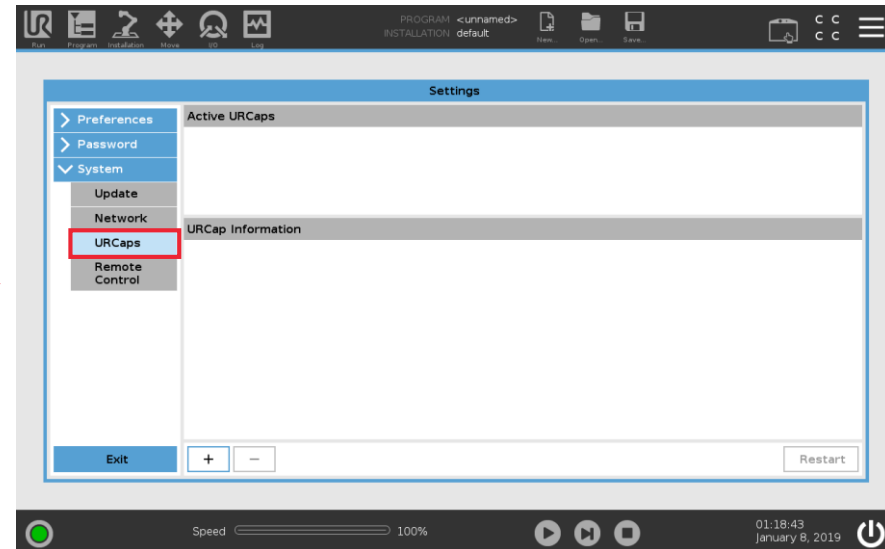 UR
PROGRAM <unnamed>
INSTALLATION default
Run Program Installation Move I/O Log New... Open... Save...
C C
C C
Settings
Preferences
Password
System
Update
Network
URCaps
Remote
Control
Active URCaps
URCap Information
Exit
+ −
Restart
Speed 100%
01:18:43
January 8, 2019